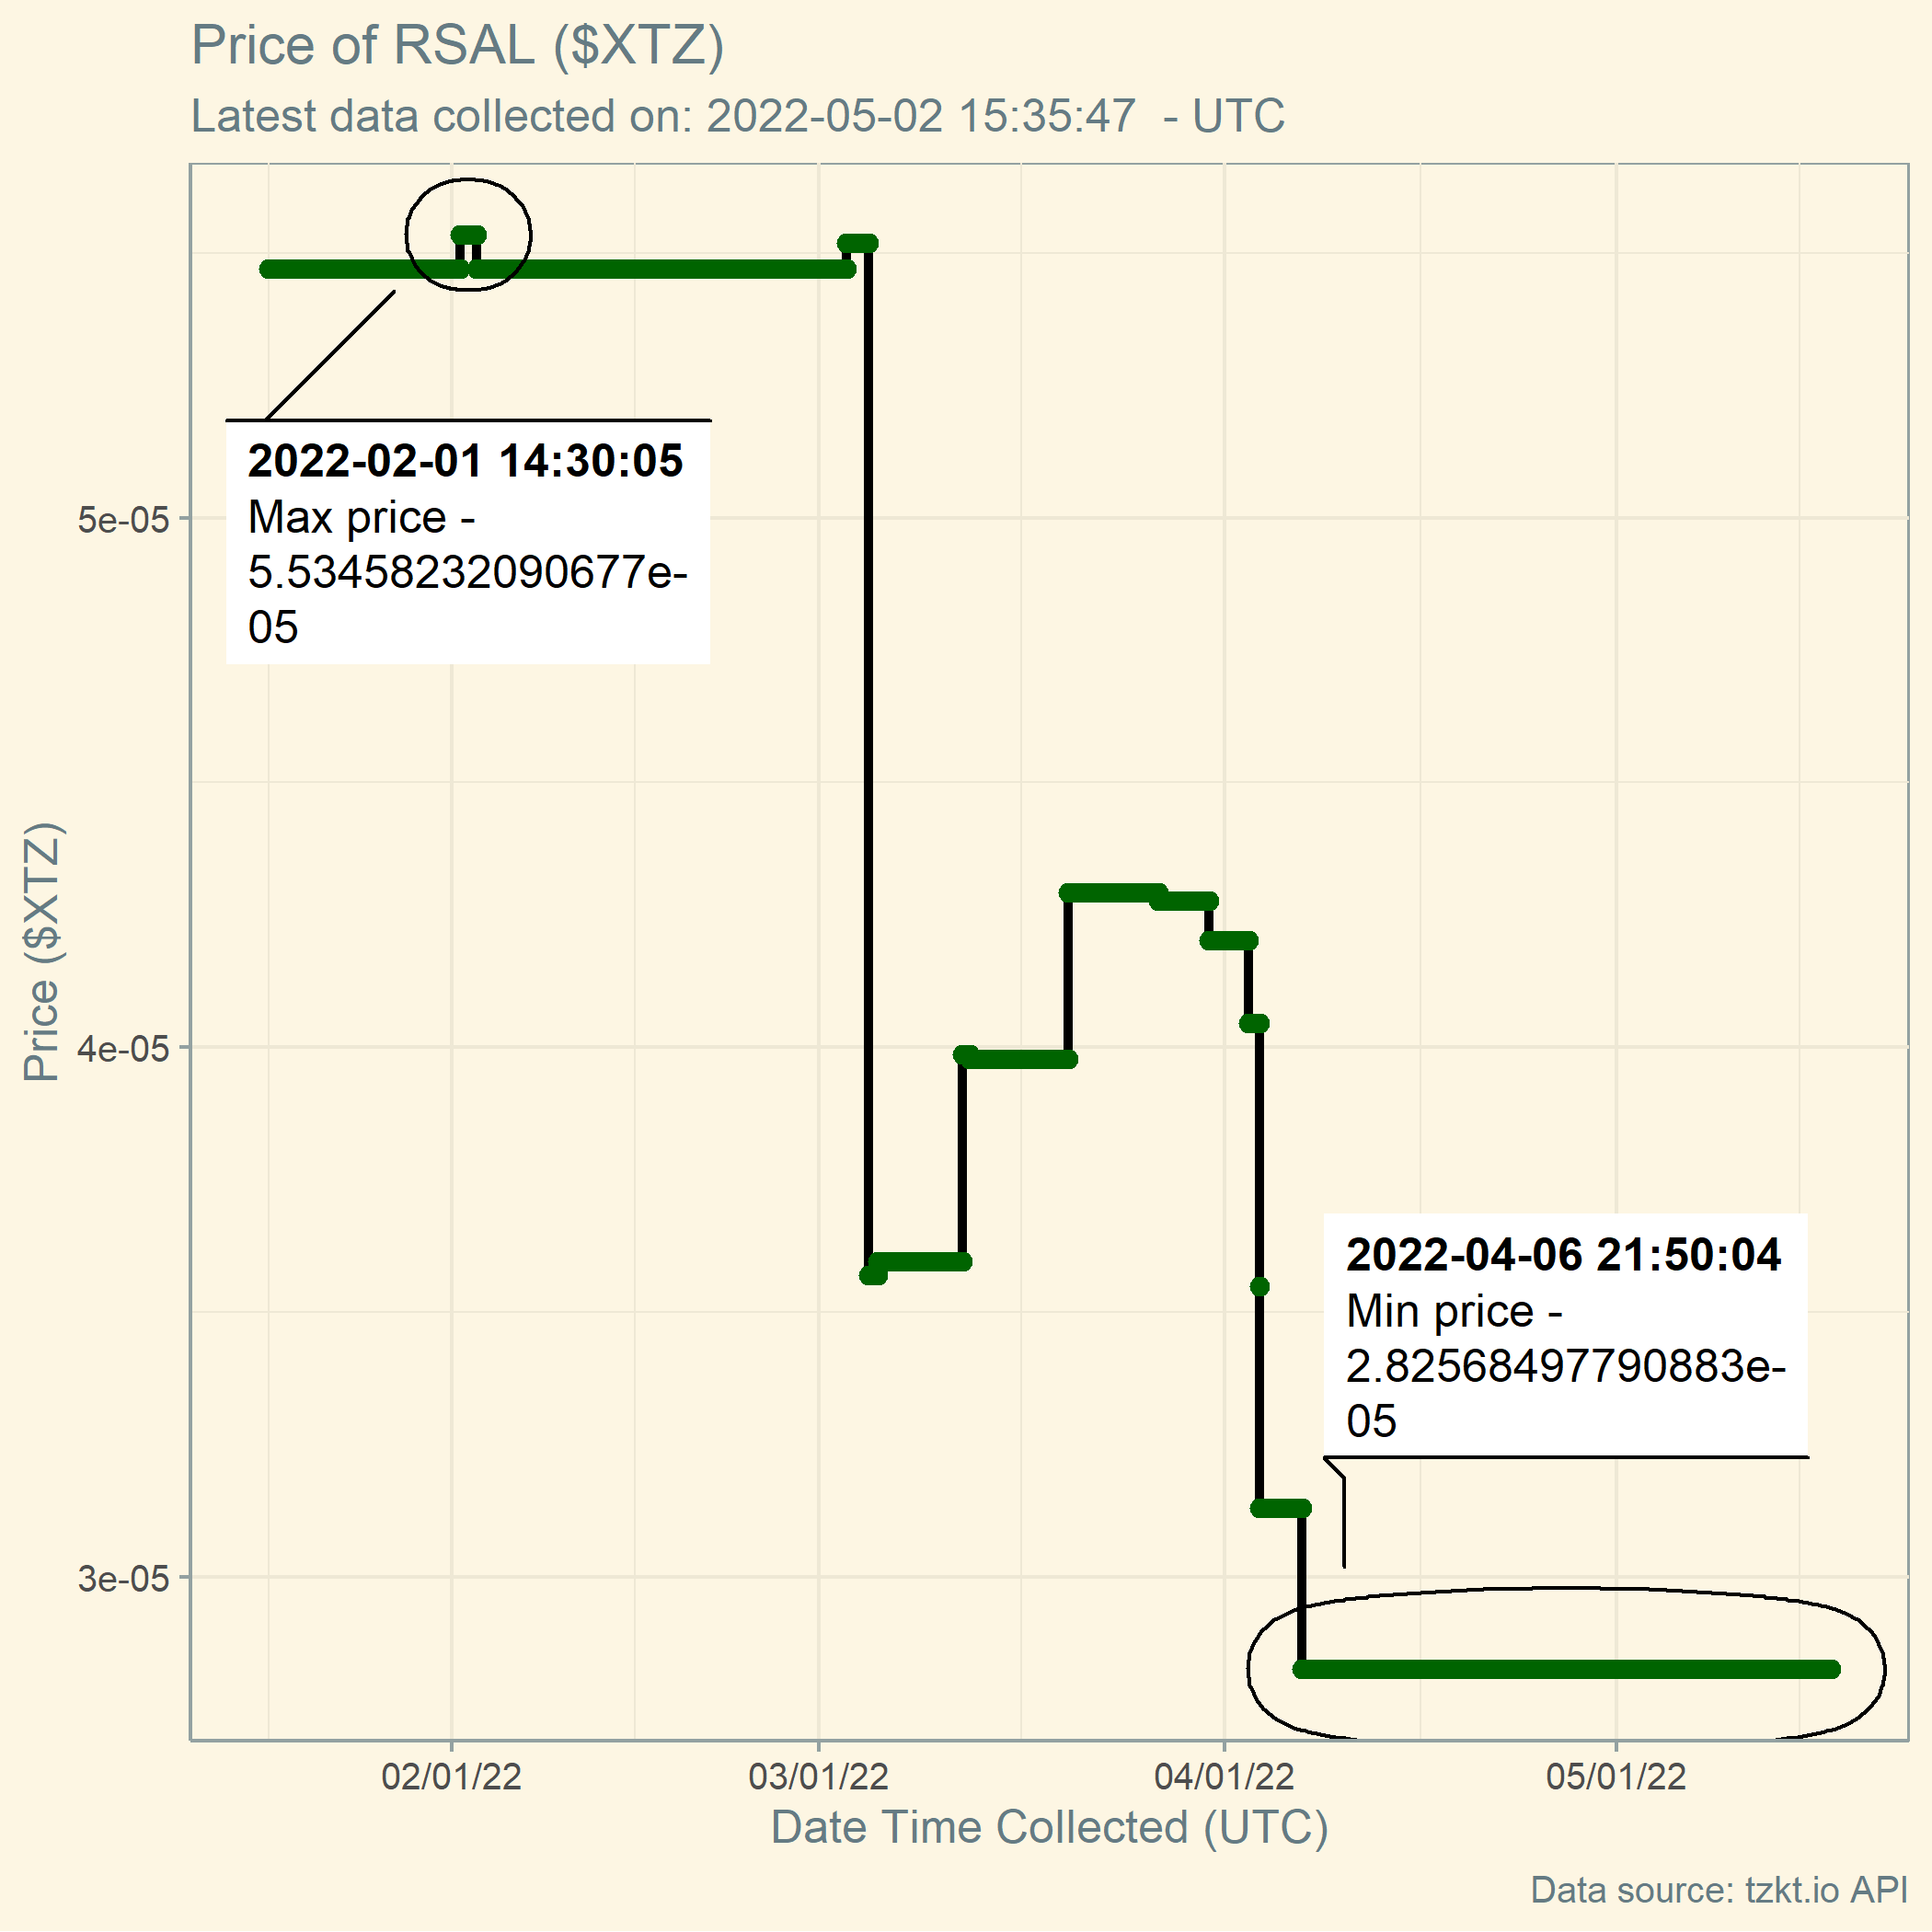 Price of RSAL ($XTZ)
Latest data collected on: 2022-05-02 15:35:47  - UTC
2022-02-01 14:30:05
Max price -
5.53458232090677e-
05
5e-05
Price ($XTZ)
4e-05
2022-04-06 21:50:04
Min price -
2.82568497790883e-
05
3e-05
02/01/22
03/01/22
04/01/22
05/01/22
Date Time Collected (UTC)
Data source: tzkt.io API